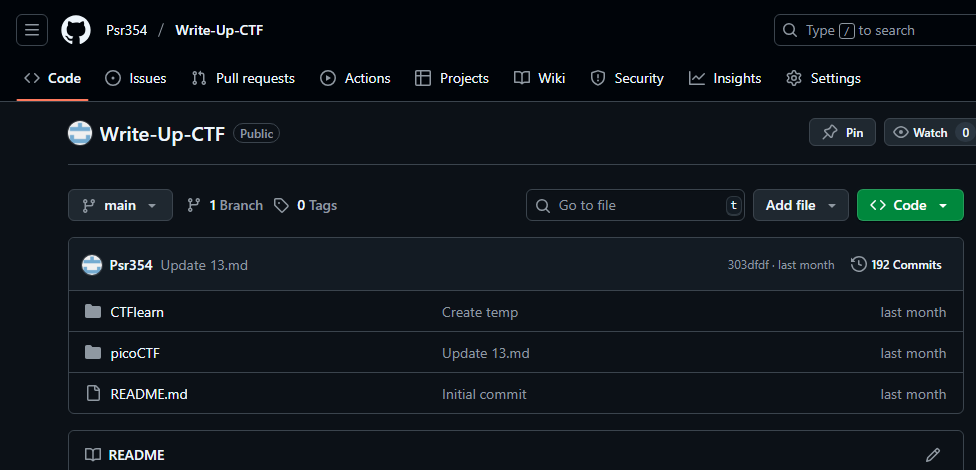 Psr354 / Write-Up-CTF Type / to search
Code Issues Pull requests Actions Projects Wiki Security Insights Settings
Write-Up-CTF Public Pin Watch 0
main 1 Branch 0 Tags Go to file t Add file Code
Psr354 Update 13.md 303dfdf · last month 192 Commits
CTFlearn Create temp last month
picoCTF Update 13.md last month
README.md Initial commit last month
README